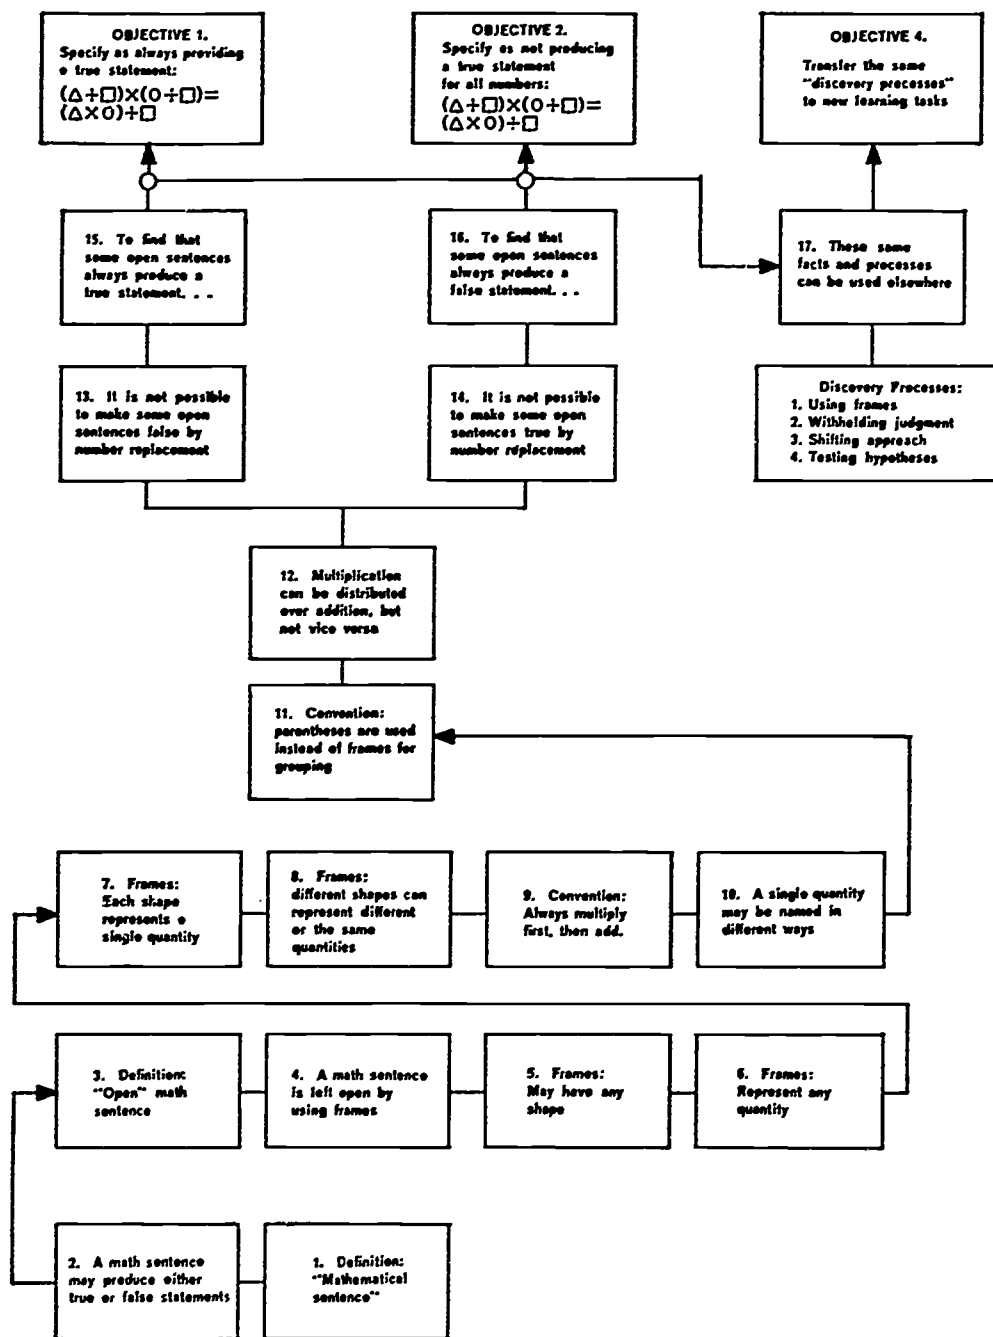 OBJECTIVE 1.
Specify as always providing
a true statement:
(△+□)×(O÷□)=
(△×O)+□
OBJECTIVE 2.
Specify as not producing
a true statement
for all numbers:
(△+□)×(O+□)=
(△×O)÷□
OBJECTIVE 4.
Transfer the same
"discovery processes"
to new learning tasks
15. To find that
some open sentences
always produce a
true statement. . .
16. To find that
some open sentences
always produce a
false statement. . .
17. These same
facts and processes
can be used elsewhere
13. It is not possible
to make some open
sentences false by
number replacement
14. It is not possible
to make some open
sentences true by
number replacement
Discovery Processes:
1. Using frames
2. Withholding judgment
3. Shifting approach
4. Testing hypotheses
12. Multiplication
can be distributed
over addition, but
not vice versa
11. Convention:
parentheses are used
instead of frames for
grouping
7. Frames:
Each shape
represents a
single quantity
8. Frames:
different shapes can
represent different
or the same
quantities
9. Convention:
Always multiply
first, then add.
10. A single quantity
may be named in
different ways
3. Definition:
"Open" math
sentence
4. A math sentence
is left open by
using frames
5. Frames:
May have any
shape
6. Frames:
Represent any
quantity
2. A math sentence
may produce either
true or false statements
1. Definition:
"Mathematical
sentence"